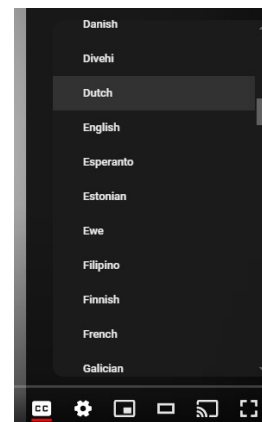 Danish
Divehi
Dutch
English
Esperanto
Estonian
Ewe
Filipino
Finnish
French
Galician
CC